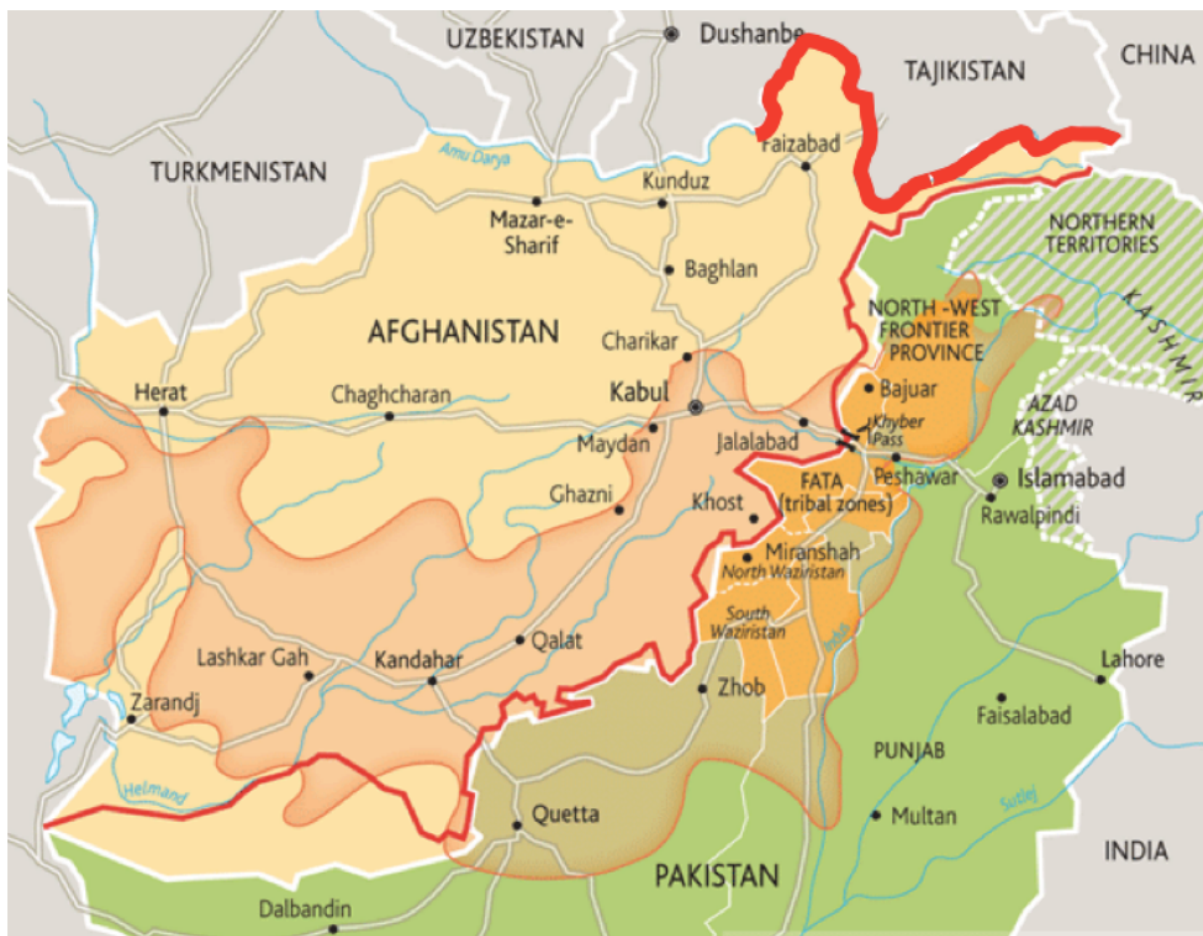 UZBEKISTAN
Dushanbe
TAJIKISTAN
CHINA
TURKMENISTAN
Amu Darya
Faizabad
Kunduz
Mazar-e-
Sharif
Baghlan
NORTHERN
TERRITORIES
KASHMIR
AFGHANISTAN
NORTH -WEST
FRONTIER
PROVINCE
Charikar
Herat
Chaghcharan
Kabul
Bajuar
AZAD
KASHMIR
Maydan
Jalalabad
Khyber
Pass
Peshawar
Islamabad
Rawalpindi
Ghazni
Khost
FATA
(tribal zones)
Miranshah
North Waziristan
South
Waziristan
Indus
Qalat
Lashkar Gah
Kandahar
Zarandj
Zhob
Lahore
Faisalabad
PUNJAB
Helmand
Sutlej
Quetta
Multan
INDIA
PAKISTAN
Dalbandin